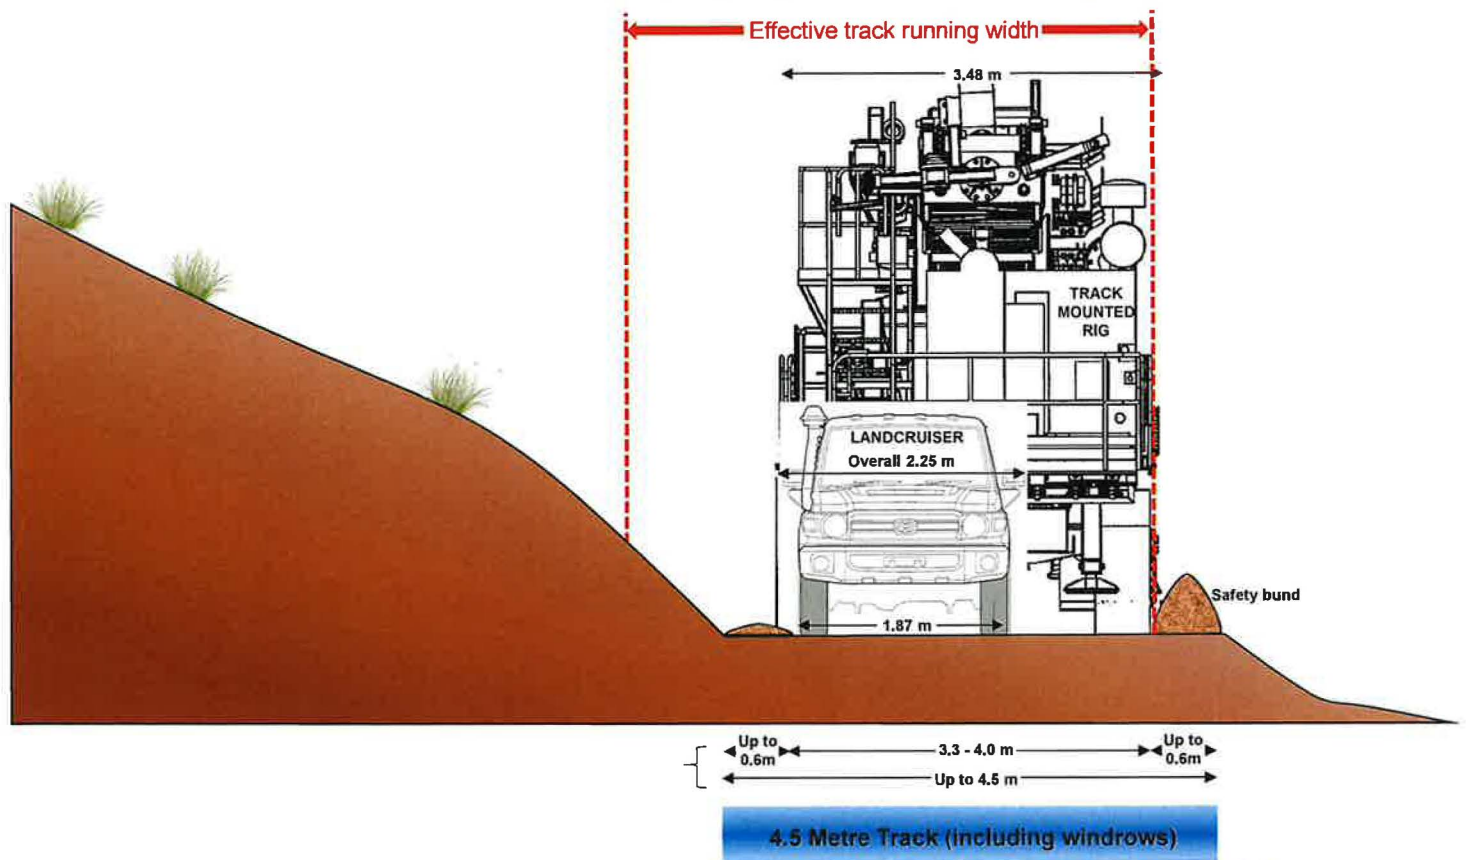 Effective track running width
3.48 m
TRACK
MOUNTED
RIG
LANDCRUISER
Overall 2.25 m
Safety bund
1.87 m
Up to
0.6m
3.3 - 4.0 m
Up to
0.6m
Up to 4.5 m
4.5 Metre Track (including windrows)